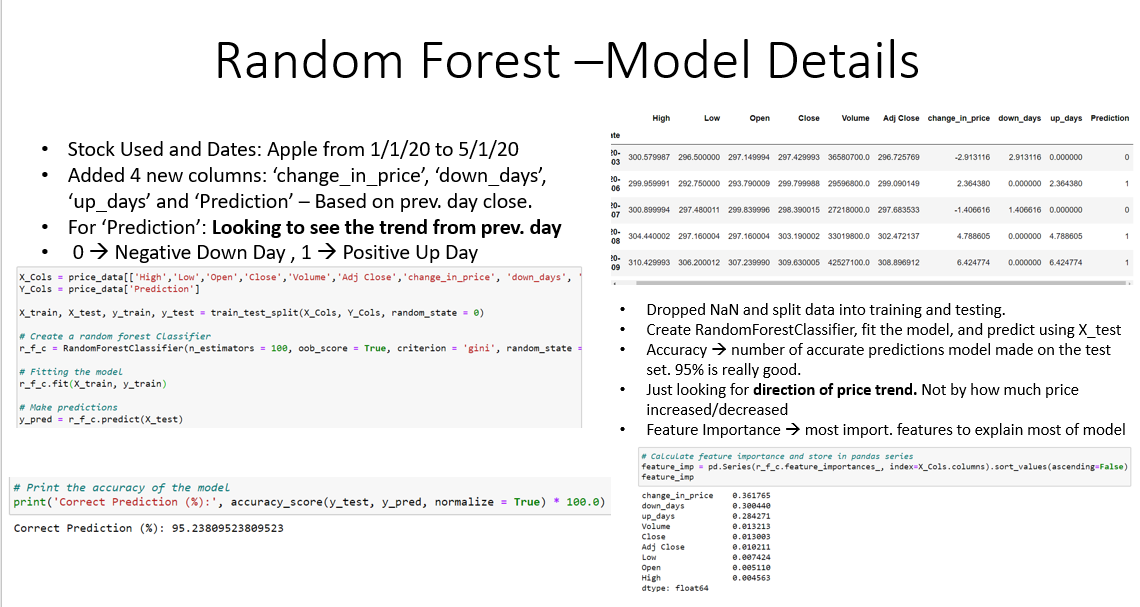 Random Forest –Model Details
• Stock Used and Dates: Apple from 1/1/20 to 5/1/20
• Added 4 new columns: ‘change_in_price’, ‘down_days’,
‘up_days’ and ‘Prediction’ – Based on prev. day close.
• For ‘Prediction’: Looking to see the trend from prev. day
• 0 → Negative Down Day , 1 → Positive Up Day
X_Cols = price_data[['High','Low','Open','Close','Volume','Adj Close','change_in_price', 'down_days', '
Y_Cols = price_data['Prediction']
X_train, X_test, y_train, y_test = train_test_split(X_Cols, Y_Cols, random_state = 0)
# Create a random forest Classifier
r_f_c = RandomForestClassifier(n_estimators = 100, oob_score = True, criterion = 'gini', random_state =
# Fitting the model
r_f_c.fit(X_train, y_train)
# Make predictions
y_pred = r_f_c.predict(X_test)
# Print the accuracy of the model
print('Correct Prediction (%):', accuracy_score(y_test, y_pred, normalize = True) * 100.0)
Correct Prediction (%): 95.23809523809523
High Low Open Close Volume Adj Close change_in_price down_days up_days Prediction
ate
20-
03 300.579987 296.500000 297.149994 297.429993 36580700.0 296.725769 -2.913116 2.913116 0.000000 0
20-
06 299.959991 292.750000 293.790009 299.799988 29596800.0 299.090149 2.364380 0.000000 2.364380 1
20-
07 300.899994 297.480011 299.839996 298.390015 27218000.0 297.683533 -1.406616 1.406616 0.000000 0
20-
08 304.440002 297.160004 297.160004 303.190002 33019800.0 302.472137 4.788605 0.000000 4.788605 1
20-
09 310.429993 306.200012 307.239990 309.630005 42527100.0 308.896912 6.424774 0.000000 6.424774 1
• Dropped NaN and split data into training and testing.
• Create RandomForestClassifier, fit the model, and predict using X_test
• Accuracy → number of accurate predictions model made on the test
set. 95% is really good.
• Just looking for direction of price trend. Not by how much price
increased/decreased
• Feature Importance → most import. features to explain most of model
# Calculate feature importance and store in pandas series
feature_imp = pd.Series(r_f_c.feature_importances_, index=X_Cols.columns).sort_values(ascending=False)
feature_imp
change_in_price 0.361765
down_days 0.300440
up_days 0.284271
Volume 0.013213
Close 0.013003
Adj Close 0.010211
Low 0.007424
Open 0.005110
High 0.004563
dtype: float64